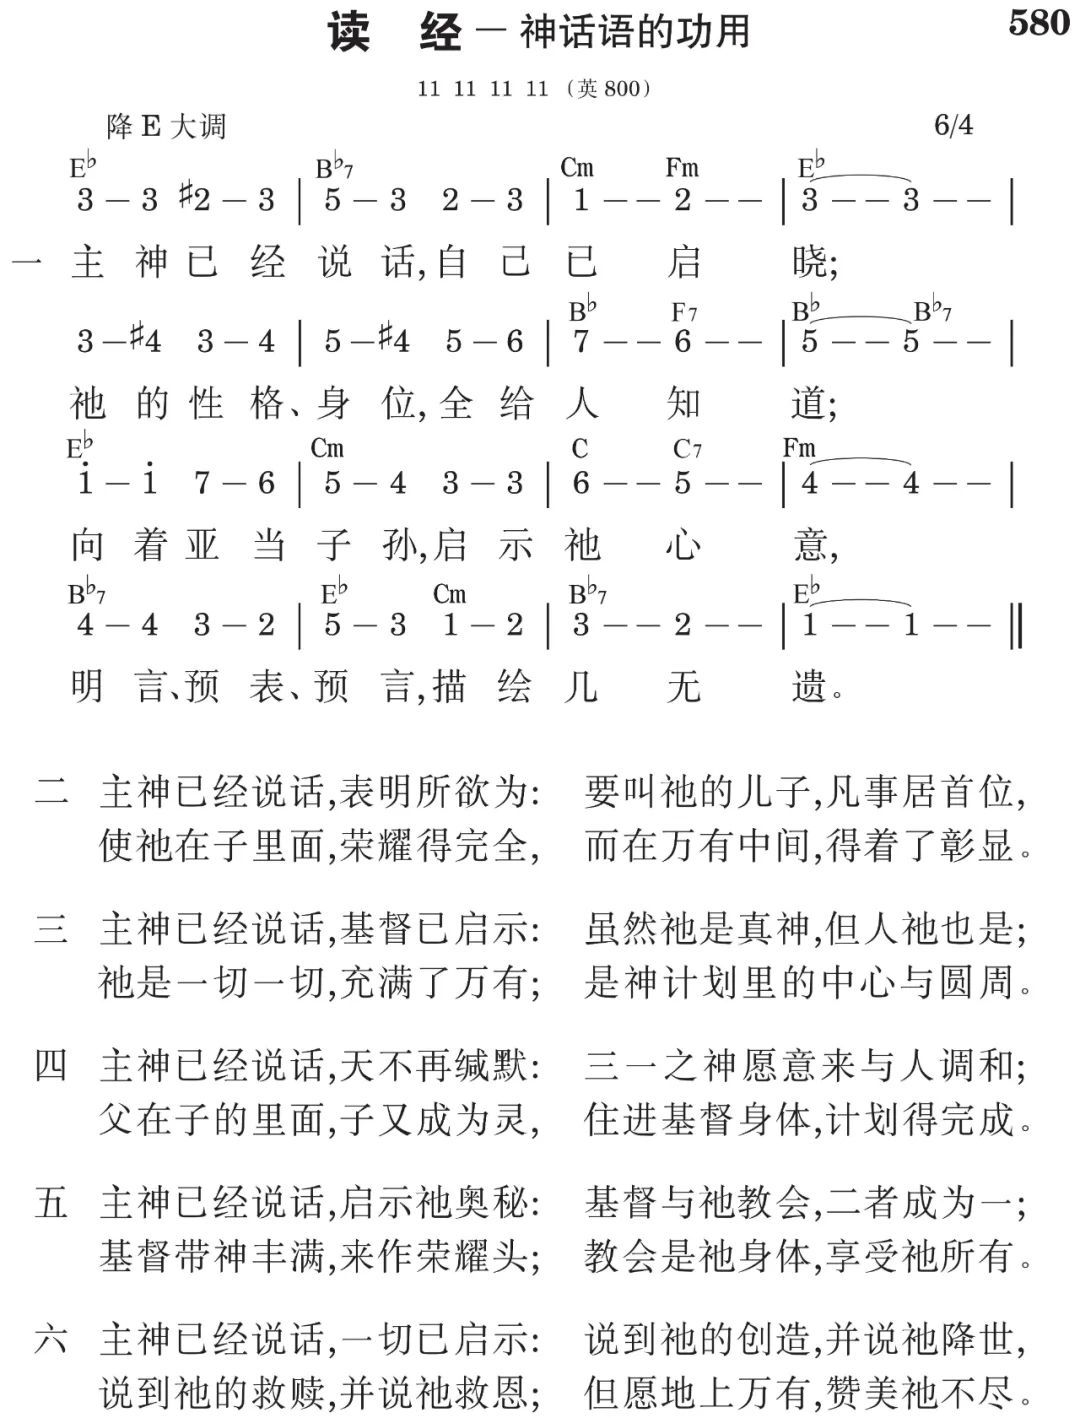 读 经 — 神话语的功用 580
11 11 11 11 （英 800）
降 E 大调 6/4
E♭ B♭7 Cm Fm E♭
3 – 3 ♯2 – 3 | 5 – 3 2 – 3 | 1 – – 2 – – | 3 – – 3 – – |
一 主 神 已 经 说 话,自 己 已 启 晓;
B♭ F7 B♭ B♭7
3 – ♯4 3 – 4 | 5 – ♯4 5 – 6 | 7 – – 6 – – | 5 – – 5 – – |
祂 的 性 格、身 位,全 给 人 知 道;
E♭ Cm C C7 Fm
i – i 7 – 6 | 5 – 4 3 – 3 | 6 – – 5 – – | 4 – – 4 – – |
向 着 亚 当 子 孙,启 示 祂 心 意,
B♭7 E♭ Cm B♭7 E♭
4 – 4 3 – 2 | 5 – 3 1 – 2 | 3 – – 2 – – | 1 – – 1 – – ‖
明 言、预 表、预 言,描 绘 几 无 遗。
二 主神已经说话,表明所欲为: 要叫祂的儿子,凡事居首位,
使祂在子里面,荣耀得完全, 而在万有中间,得着了彰显。
三 主神已经说话,基督已启示: 虽然祂是真神,但人祂也是;
祂是一切一切,充满了万有; 是神计划里的中心与圆周。
四 主神已经说话,天不再缄默: 三一之神愿意来与人调和;
父在子的里面,子又成为灵, 住进基督身体,计划得完成。
五 主神已经说话,启示祂奥秘: 基督与祂教会,二者成为一;
基督带神丰满,来作荣耀头; 教会是祂身体,享受祂所有。
六 主神已经说话,一切已启示: 说到祂的创造,并说祂降世,
说到祂的救赎,并说祂救恩; 但愿地上万有,赞美祂不尽。